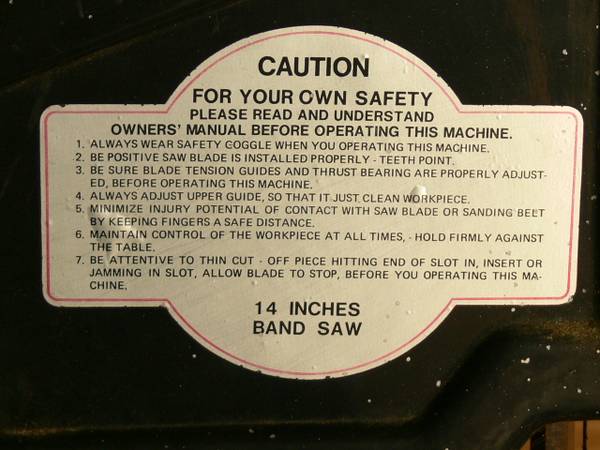 CAUTION
FOR YOUR OWN SAFETY
PLEASE READ AND UNDERSTAND
OWNERS' MANUAL BEFORE OPERATING THIS MACHINE.
1. ALWAYS WEAR SAFETY GOGGLE WHEN YOU OPERATING THIS MACHINE.
2. BE POSITIVE SAW BLADE IS INSTALLED PROPERLY - TEETH POINT.
3. BE SURE BLADE TENSION GUIDES AND THRUST BEARING ARE PROPERLY ADJUST-
ED, BEFORE OPERATING THIS MACHINE.
4. ALWAYS ADJUST UPPER GUIDE, SO THAT IT JUST CLEAN WORKPIECE.
5. MINIMIZE INJURY POTENTIAL OF CONTACT WITH SAW BLADE OR SANDING BELT
BY KEEPING FINGERS A SAFE DISTANCE.
6. MAINTAIN CONTROL OF THE WORKPIECE AT ALL TIMES, - HOLD FIRMLY AGAINST
THE TABLE.
7. BE ATTENTIVE TO THIN CUT - OFF PIECE HITTING END OF SLOT IN, INSERT OR
JAMMING IN SLOT, ALLOW BLADE TO STOP, BEFORE YOU OPERATING THIS MA-
CHINE.
14 INCHES
BAND SAW